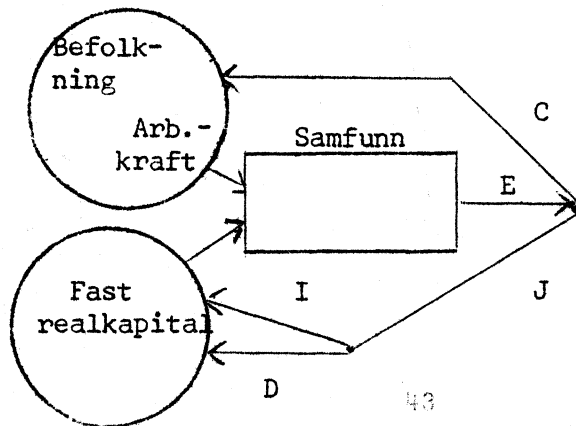 Befolk-
ning
Arb.-
kraft
Samfunn
C
E
Fast
realkapital
I
J
D
43